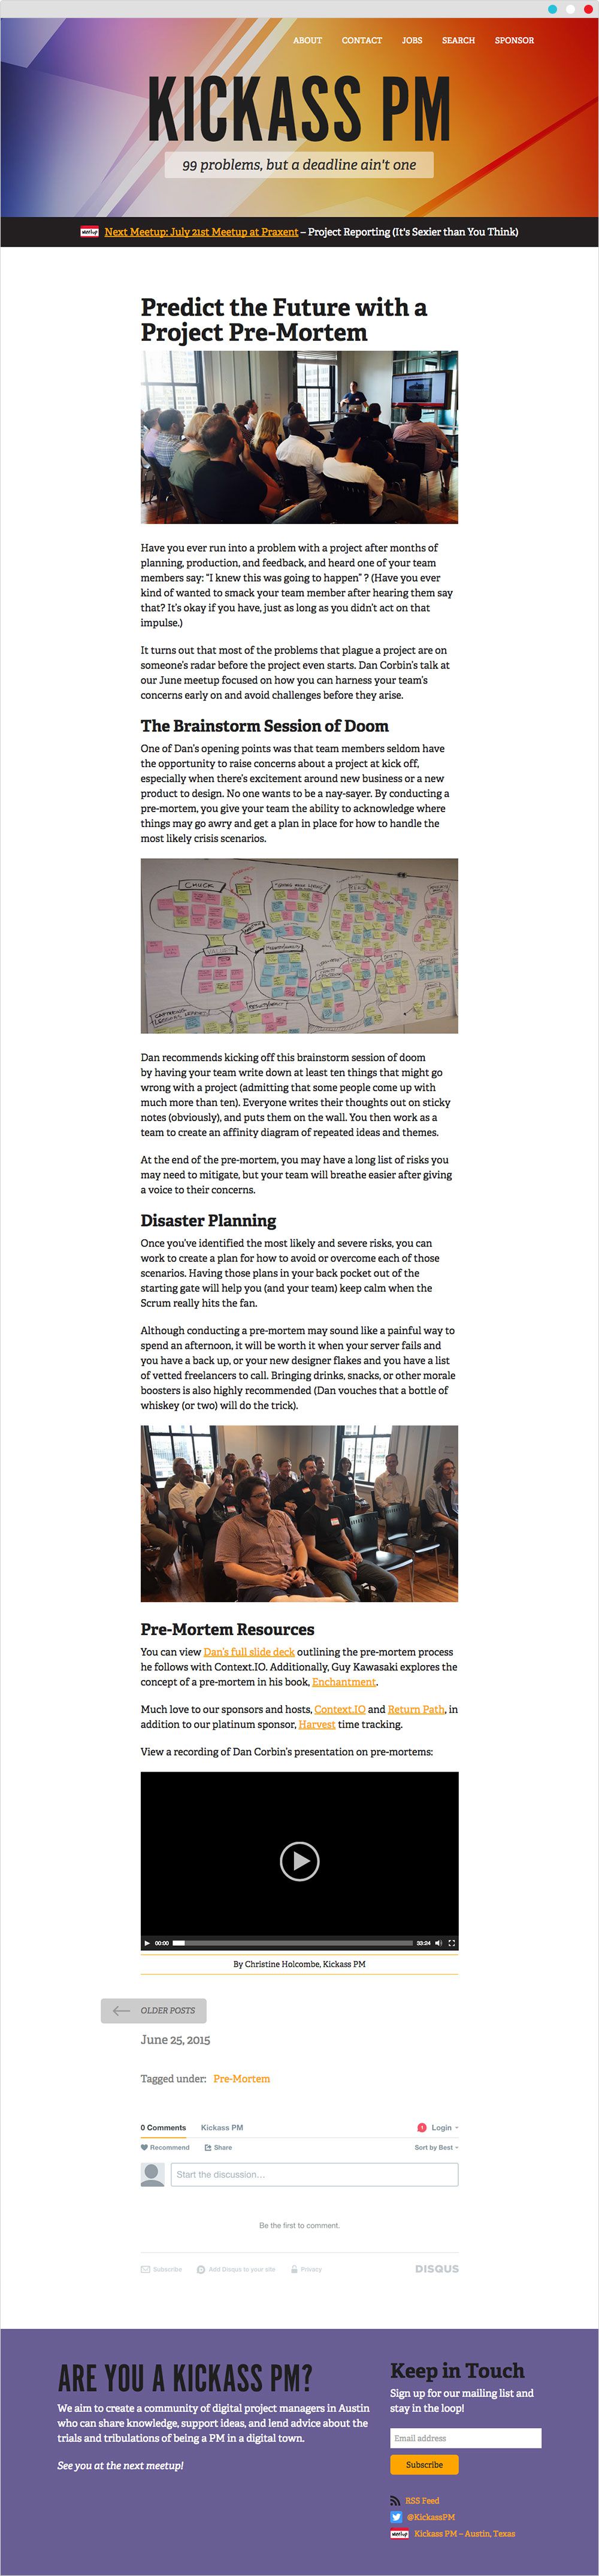 ABOUT CONTACT JOBS SEARCH SPONSOR
KICKASS PM
99 problems, but a deadline ain't one
Meetup Next Meetup: July 21st Meetup at Praxent – Project Reporting (It's Sexier than You Think)
Predict the Future with a
Project Pre-Mortem
Have you ever run into a problem with a project after months of
planning, production, and feedback, and heard one of your team
members say: "I knew this was going to happen" ? (Have you ever
kind of wanted to smack your team member after hearing them say
that? It's okay if you have, just as long as you didn't act on that
impulse.)
It turns out that most of the problems that plague a project are on
someone's radar before the project even starts. Dan Corbin's talk at
our June meetup focused on how you can harness your team's
concerns early on and avoid challenges before they arise.
The Brainstorm Session of Doom
One of Dan's opening points was that team members seldom have
the opportunity to raise concerns about a project at kick off,
especially when there's excitement around new business or a new
product to design. No one wants to be a nay-sayer. By conducting a
pre-mortem, you give your team the ability to acknowledge where
things may go awry and get a plan in place for how to handle the
most likely crisis scenarios.
CHUCK
Dan recommends kicking off this brainstorm session of doom
by having your team write down at least ten things that might go
wrong with a project (admitting that some people come up with
much more than ten). Everyone writes their thoughts out on sticky
notes (obviously), and puts them on the wall. You then work as a
team to create an affinity diagram of repeated ideas and themes.
At the end of the pre-mortem, you may have a long list of risks you
may need to mitigate, but your team will breathe easier after giving
a voice to their concerns.
Disaster Planning
Once you've identified the most likely and severe risks, you can
work to create a plan for how to avoid or overcome each of those
scenarios. Having those plans in your back pocket out of the
starting gate will help you (and your team) keep calm when the
Scrum really hits the fan.
Although conducting a pre-mortem may sound like a painful way to
spend an afternoon, it will be worth it when your server fails and
you have a back up, or your new designer flakes and you have a list
of vetted freelancers to call. Bringing drinks, snacks, or other morale
boosters is also highly recommended (Dan vouches that a bottle of
whiskey (or two) will do the trick).
Pre-Mortem Resources
You can view Dan's full slide deck outlining the pre-mortem process
he follows with Context.IO. Additionally, Guy Kawasaki explores the
concept of a pre-mortem in his book, Enchantment.
Much love to our sponsors and hosts, Context.IO and Return Path, in
addition to our platinum sponsor, Harvest time tracking.
View a recording of Dan Corbin's presentation on pre-mortems:
00:00 33:24
By Christine Holcombe, Kickass PM
OLDER POSTS
June 25, 2015
Tagged under: Pre-Mortem
0 Comments Kickass PM 1 Login
Recommend Share Sort by Best
Start the discussion…
Be the first to comment.
Subscribe Add Disqus to your site Privacy DISQUS
ARE YOU A KICKASS PM?
We aim to create a community of digital project managers in Austin
who can share knowledge, support ideas, and lend advice about the
trials and tribulations of being a PM in a digital town.
See you at the next meetup!
Keep in Touch
Sign up for our mailing list and
stay in the loop!
Email address
Subscribe
RSS Feed
@KickassPM
Meetup Kickass PM – Austin, Texas